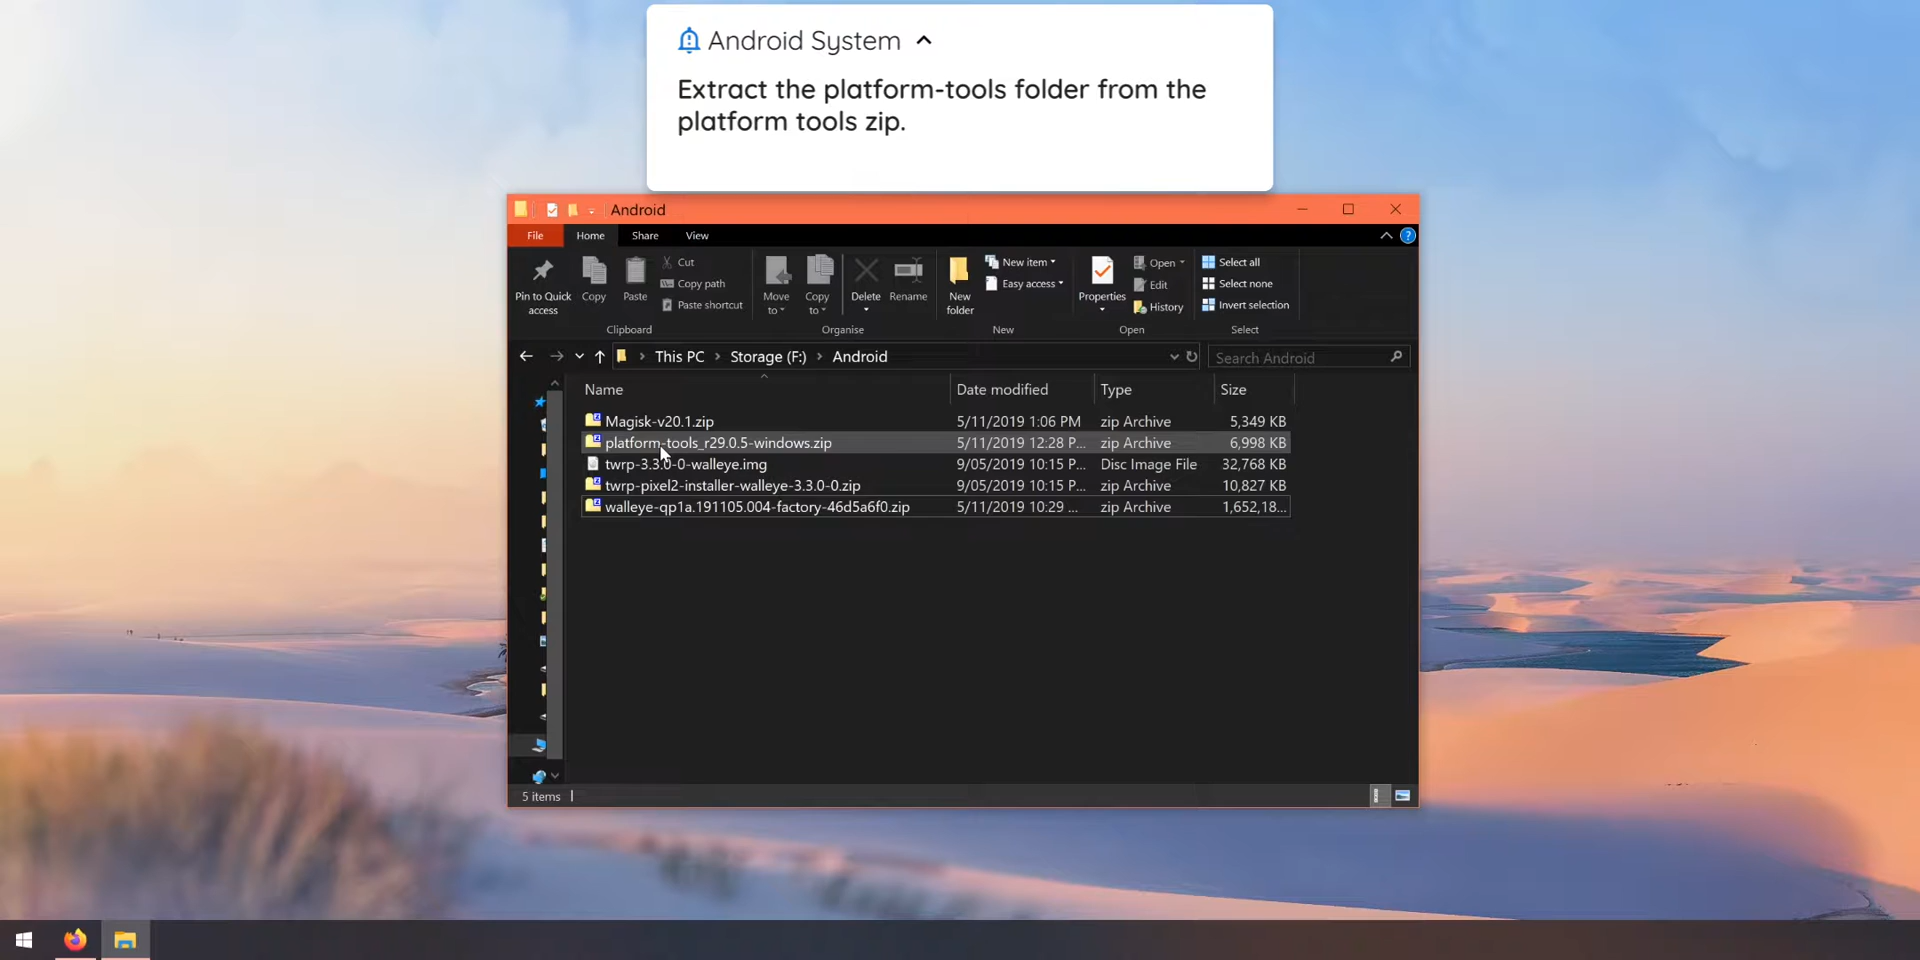 Android System
Extract the platform-tools folder from the
platform tools zip.
Android
File Home Share View
Pin to Quick access
Copy
Paste
Cut
Copy path
Paste shortcut
Clipboard
Move to
Copy to
Delete
Rename
Organise
New folder
New item
Easy access
New
Properties
Open
Edit
History
Open
Select all
Select none
Invert selection
Select
This PC > Storage (F:) > Android
Search Android
Name Date modified Type Size
Magisk-v20.1.zip 5/11/2019 1:06 PM zip Archive 5,349 KB
platform-tools_r29.0.5-windows.zip 5/11/2019 12:28 P... zip Archive 6,998 KB
twrp-3.3.0-0-walleye.img 9/05/2019 10:15 P... Disc Image File 32,768 KB
twrp-pixel2-installer-walleye-3.3.0-0.zip 9/05/2019 10:15 P... zip Archive 10,827 KB
walleye-qp1a.191105.004-factory-46d5a6f0.zip 5/11/2019 10:29 ... zip Archive 1,652,18...
5 items